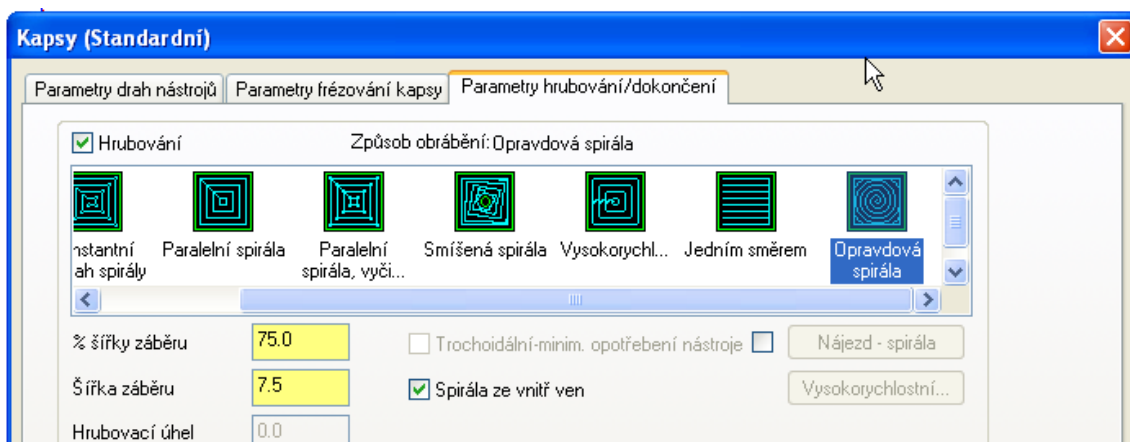 Kapsy (Standardní)
Parametry drah nástrojů Parametry frézování kapsy Parametry hrubování/dokončení
Hrubování Způsob obrábění: Opravdová spirála
nstantní Paralelní spirála Paralelní Smíšená spirála Vysokorychl... Jedním směrem Opravdová
ah spirály spirála, vyči... spirála
% šířky záběru 75.0 Trochoidální-minim. opotřebení nástroje Nájezd - spirála
Šířka záběru 7.5 Spirála ze vnitř ven Vysokorychlostní...
Hrubovací úhel 0.0